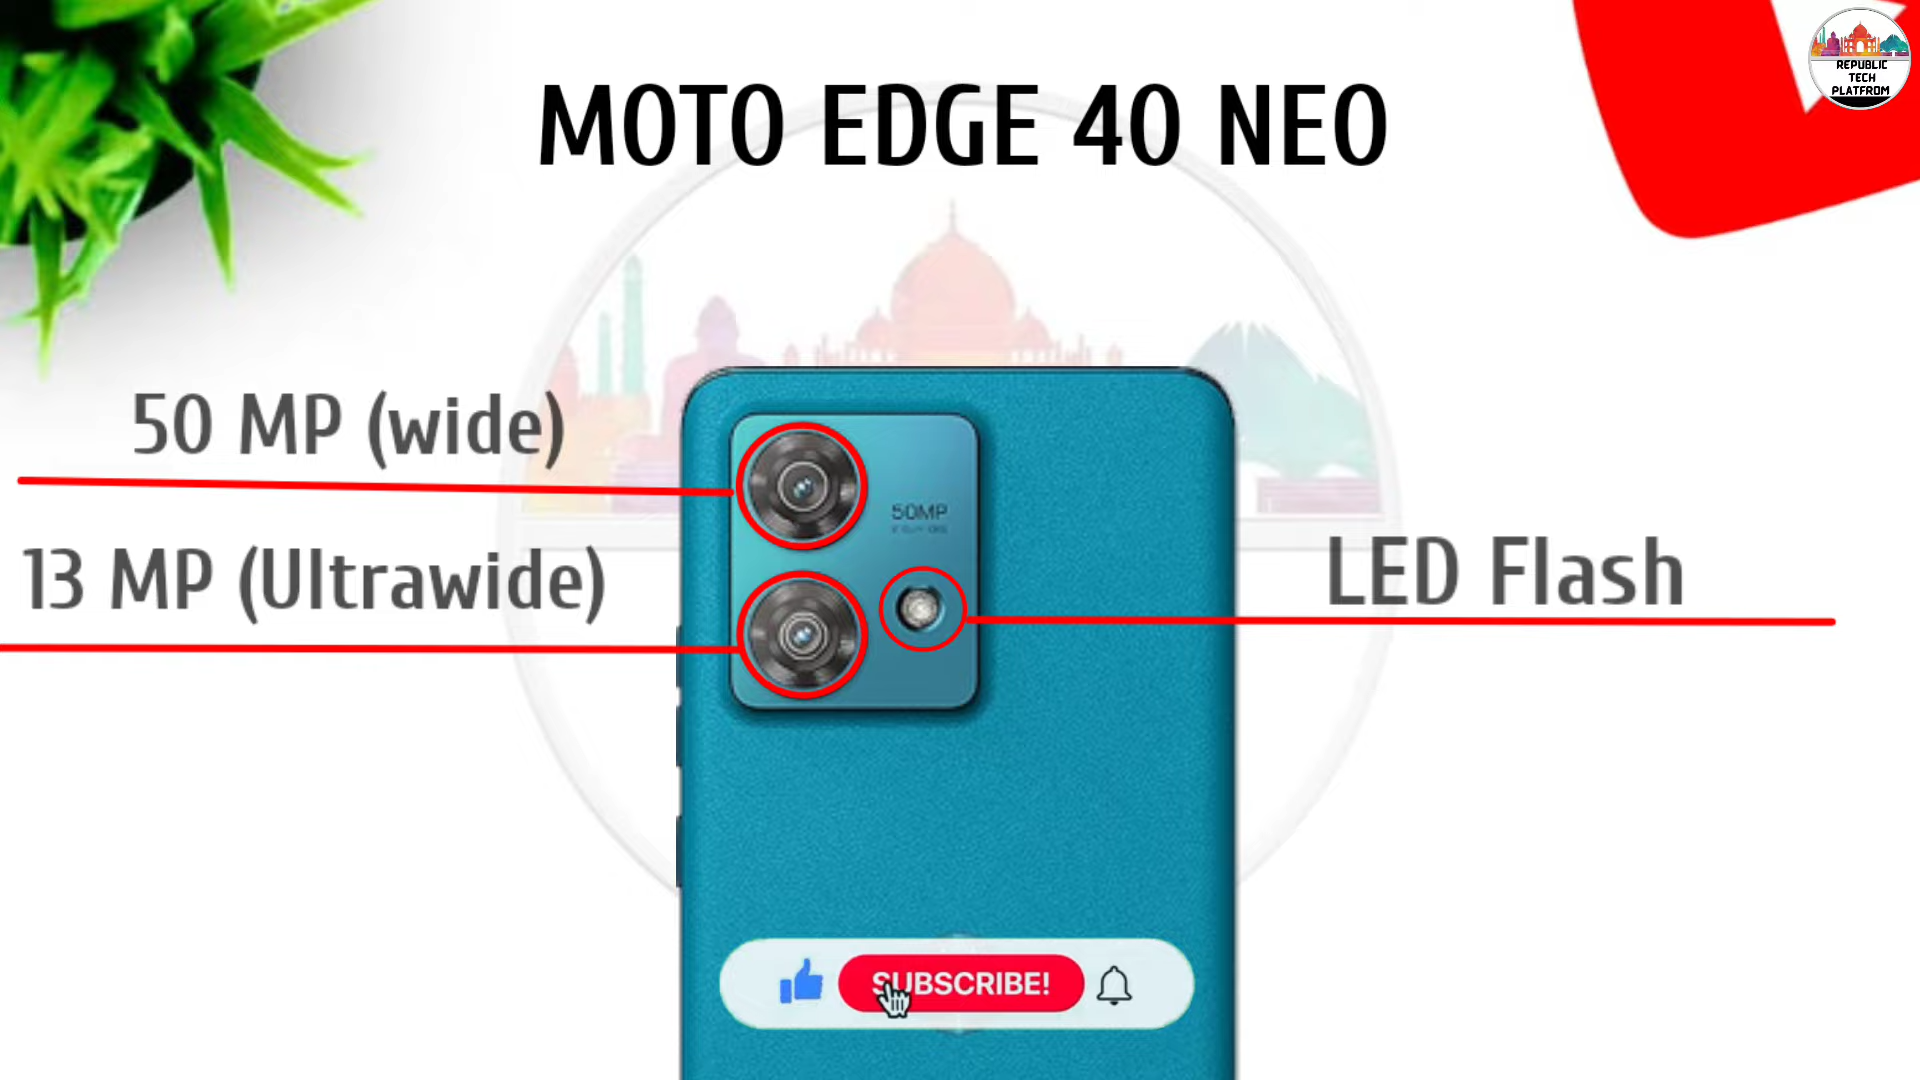 MOTO EDGE 40 NEO
REPUBLIC
TECH
PLATFROM
50 MP (wide)
13 MP (Ultrawide)
50MP
LED Flash
SUBSCRIBE!